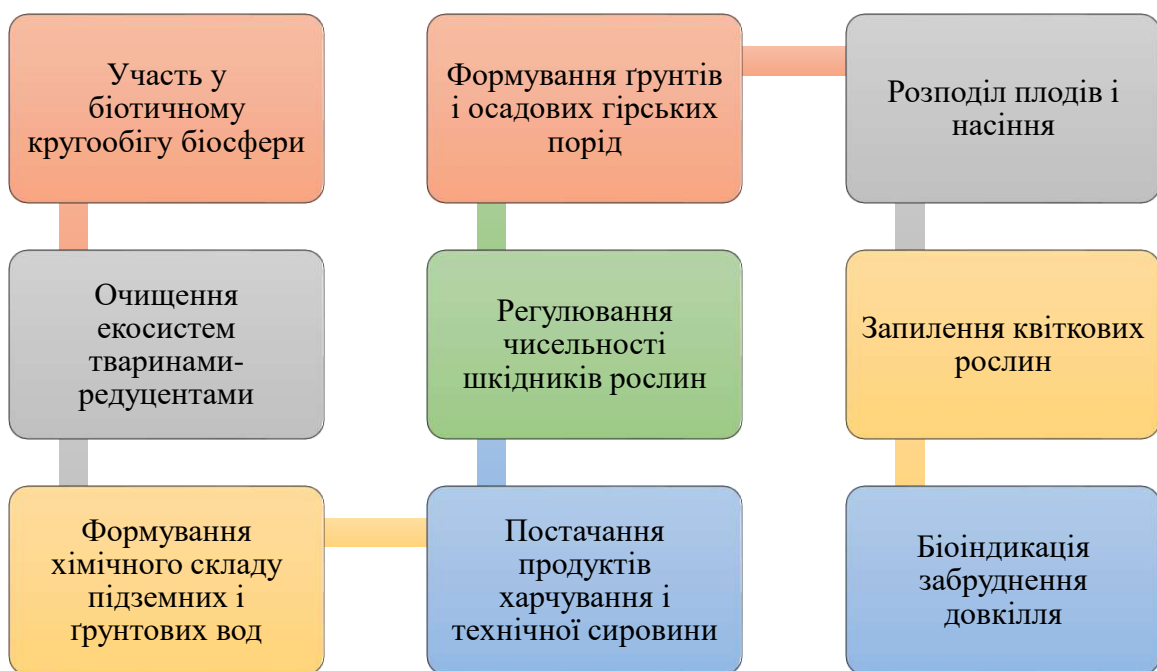 Участь у
біотичному
кругообігу біосфери
Очищення
екосистем
тваринами-
редуцентами
Формування
хімічного складу
підземних і
ґрунтових вод
Постачання
продуктів
харчування і
технічної сировини
Регулювання
чисельності
шкідників рослин
Формування ґрунтів
і осадових гірських
порід
Розподіл плодів і
насіння
Запилення квіткових
рослин
Біоіндикація
забруднення
довкілля